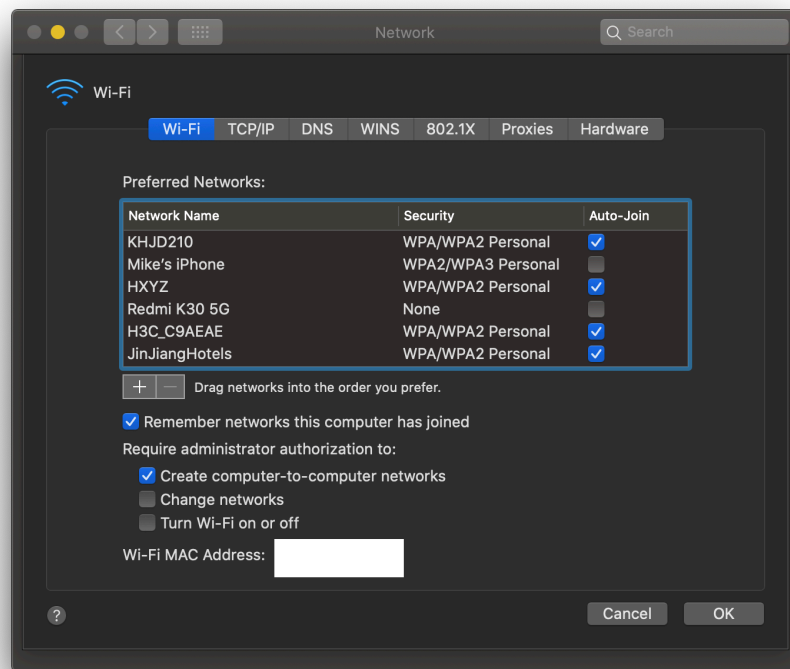 Network
Search
Wi-Fi
Wi-Fi TCP/IP DNS WINS 802.1X Proxies Hardware
Preferred Networks:
Network Name Security Auto-Join
KHJD210 WPA/WPA2 Personal
Mike's iPhone WPA2/WPA3 Personal
HXYZ WPA/WPA2 Personal
Redmi K30 5G None
H3C_C9AEAE WPA/WPA2 Personal
JinJiangHotels WPA/WPA2 Personal
+ − Drag networks into the order you prefer.
Remember networks this computer has joined
Require administrator authorization to:
Create computer-to-computer networks
Change networks
Turn Wi-Fi on or off
Wi-Fi MAC Address:
? Cancel OK